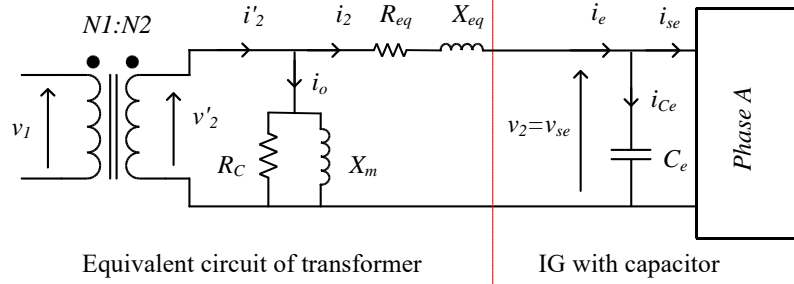 N1:N2
i'2
i2
Req
Xeq
ie
ise
io
iCe
v1
v'2
v2=vse
RC
Xm
Ce
Phase A
Equivalent circuit of transformer
IG with capacitor